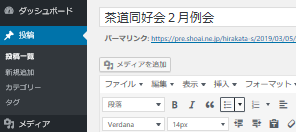 ダッシュボード
投稿
投稿一覧
新規追加
カテゴリー
タグ
メディア
茶道同好会２月例会
パーマリンク: https://pre.shoai.ne.jp/hirakata-s/2019/03/05/
メディアを追加
ファイル 編集 表示 挿入 フォーマット
段落 B I
Verdana 14px